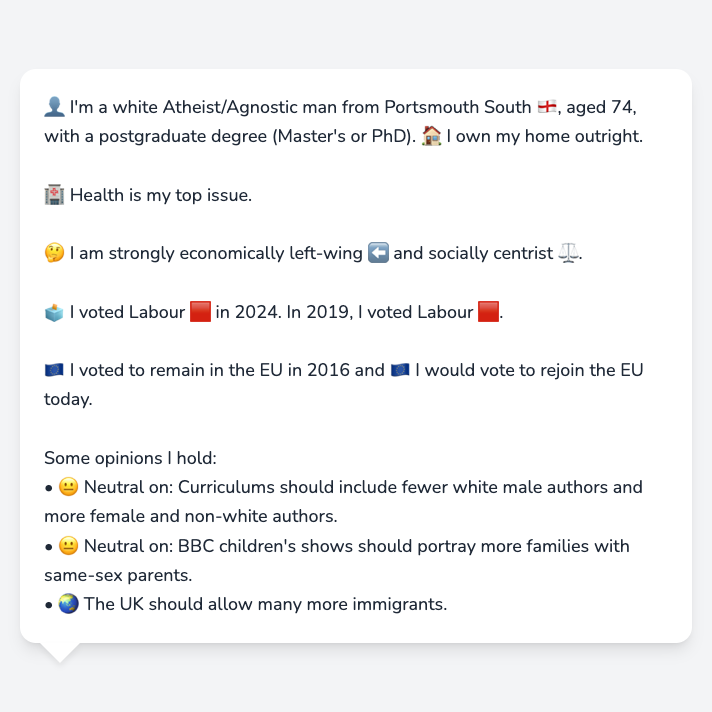 👤 I'm a white Atheist/Agnostic man from Portsmouth South 🏴󠁧󠁢󠁥󠁮󠁧󠁿, aged 74,
with a postgraduate degree (Master's or PhD). 🏠 I own my home outright.
🏥 Health is my top issue.
🤔 I am strongly economically left-wing ⬅️ and socially centrist ⚖️.
🗳️ I voted Labour 🟥 in 2024. In 2019, I voted Labour 🟥.
🇪🇺 I voted to remain in the EU in 2016 and 🇪🇺 I would vote to rejoin the EU
today.
Some opinions I hold:
• 😐 Neutral on: Curriculums should include fewer white male authors and
more female and non-white authors.
• 😐 Neutral on: BBC children's shows should portray more families with
same-sex parents.
• 🌏 The UK should allow many more immigrants.